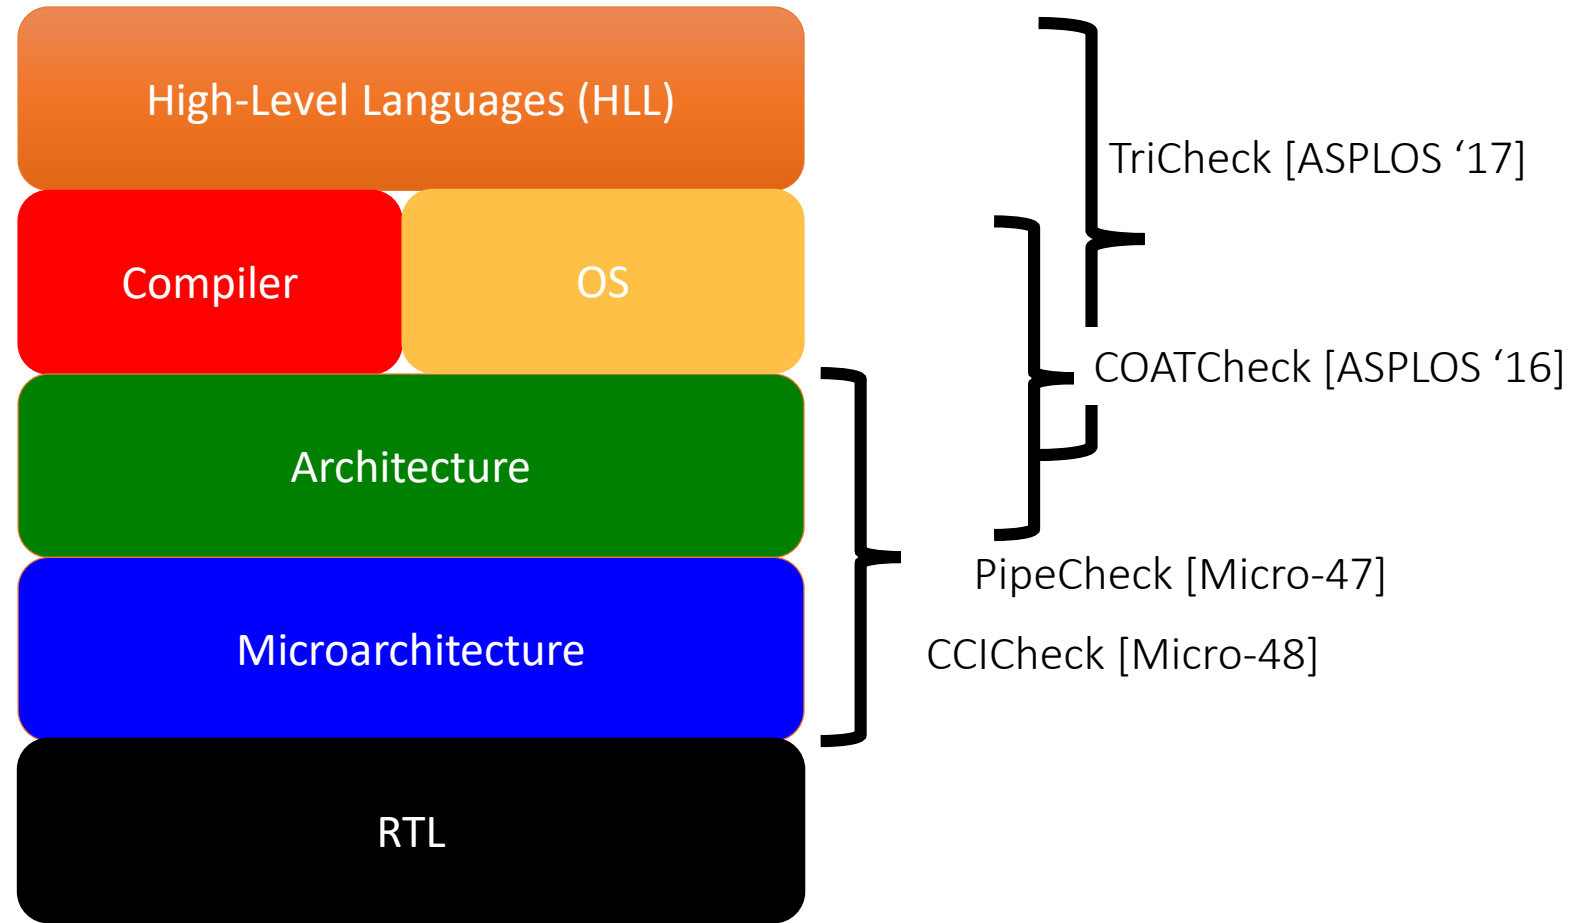 High-Level Languages (HLL)
TriCheck [ASPLOS ‘17]
Compiler
OS
COATCheck [ASPLOS ‘16]
Architecture
PipeCheck [Micro-47]
Microarchitecture
CCICheck [Micro-48]
RTL